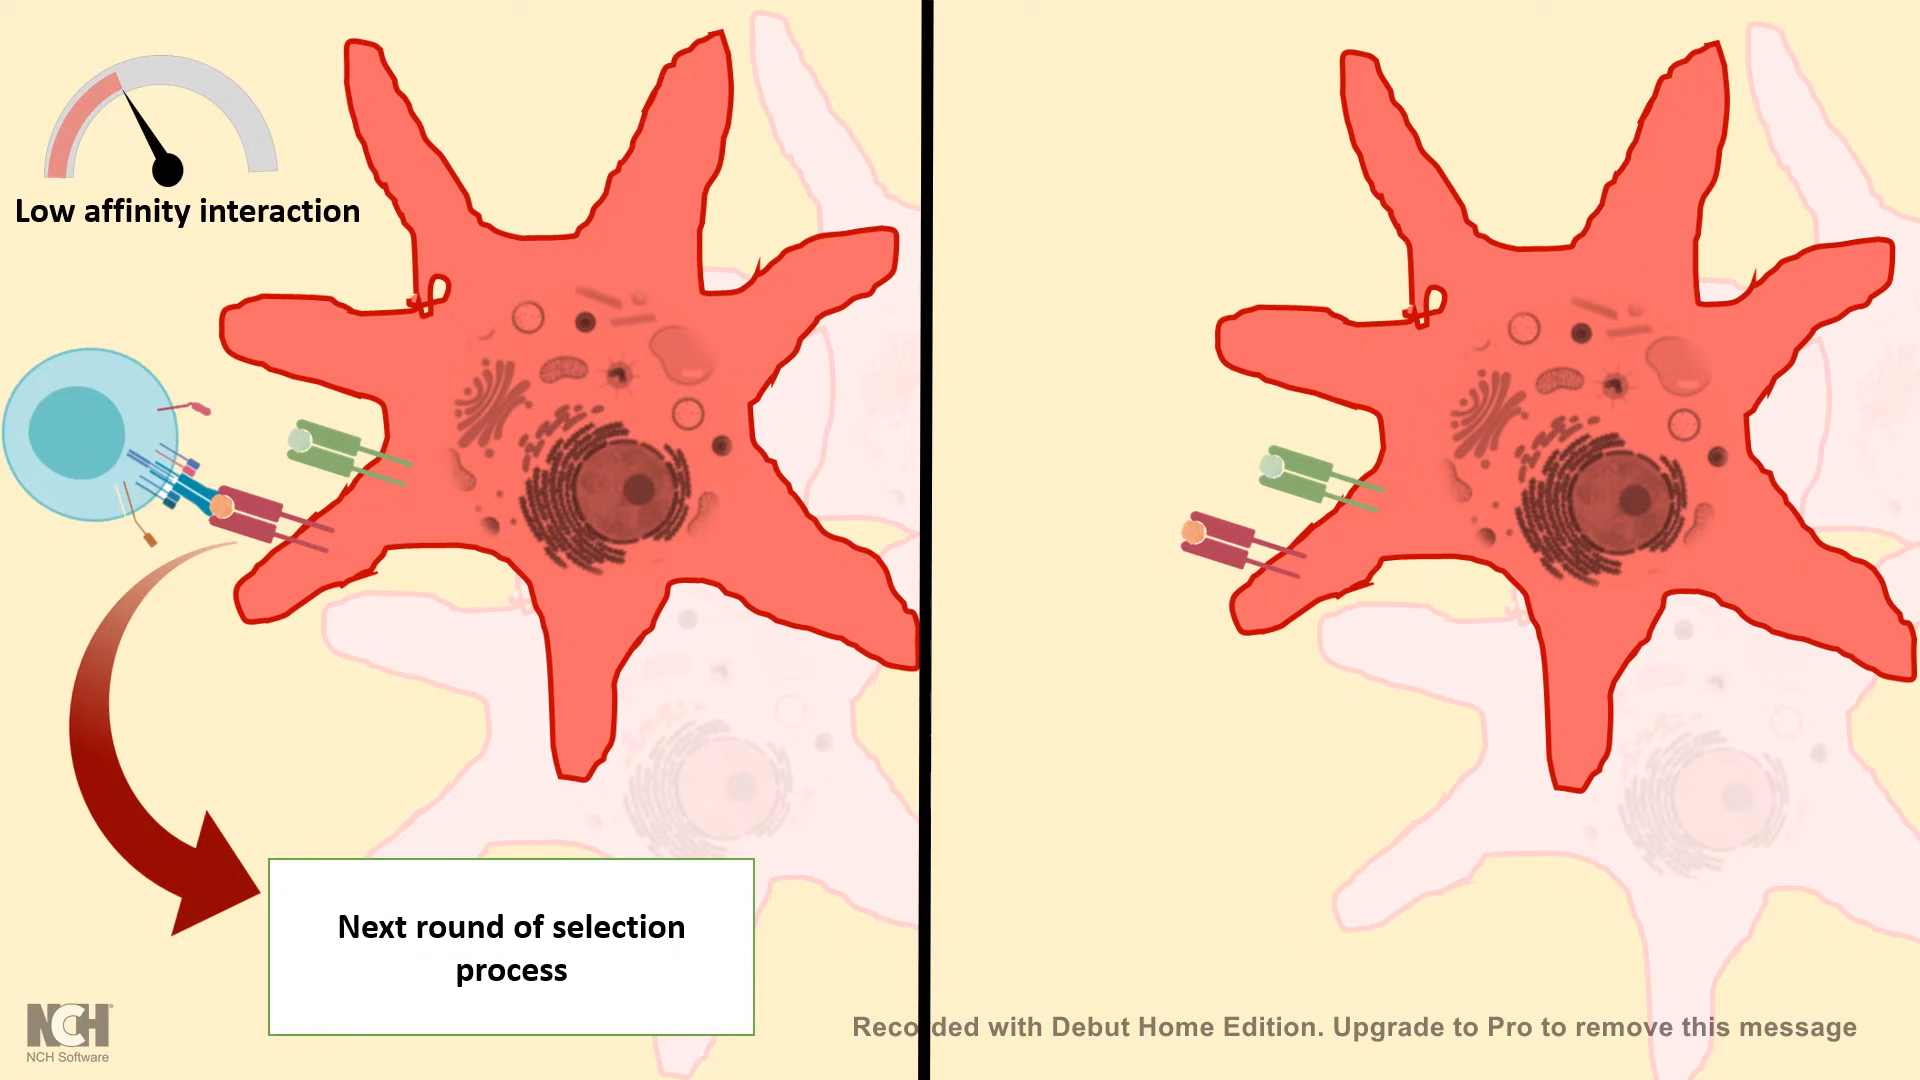 Low affinity interaction
Next round of selection
process
NCH
NCH Software
Recorded with Debut Home Edition. Upgrade to Pro to remove this message